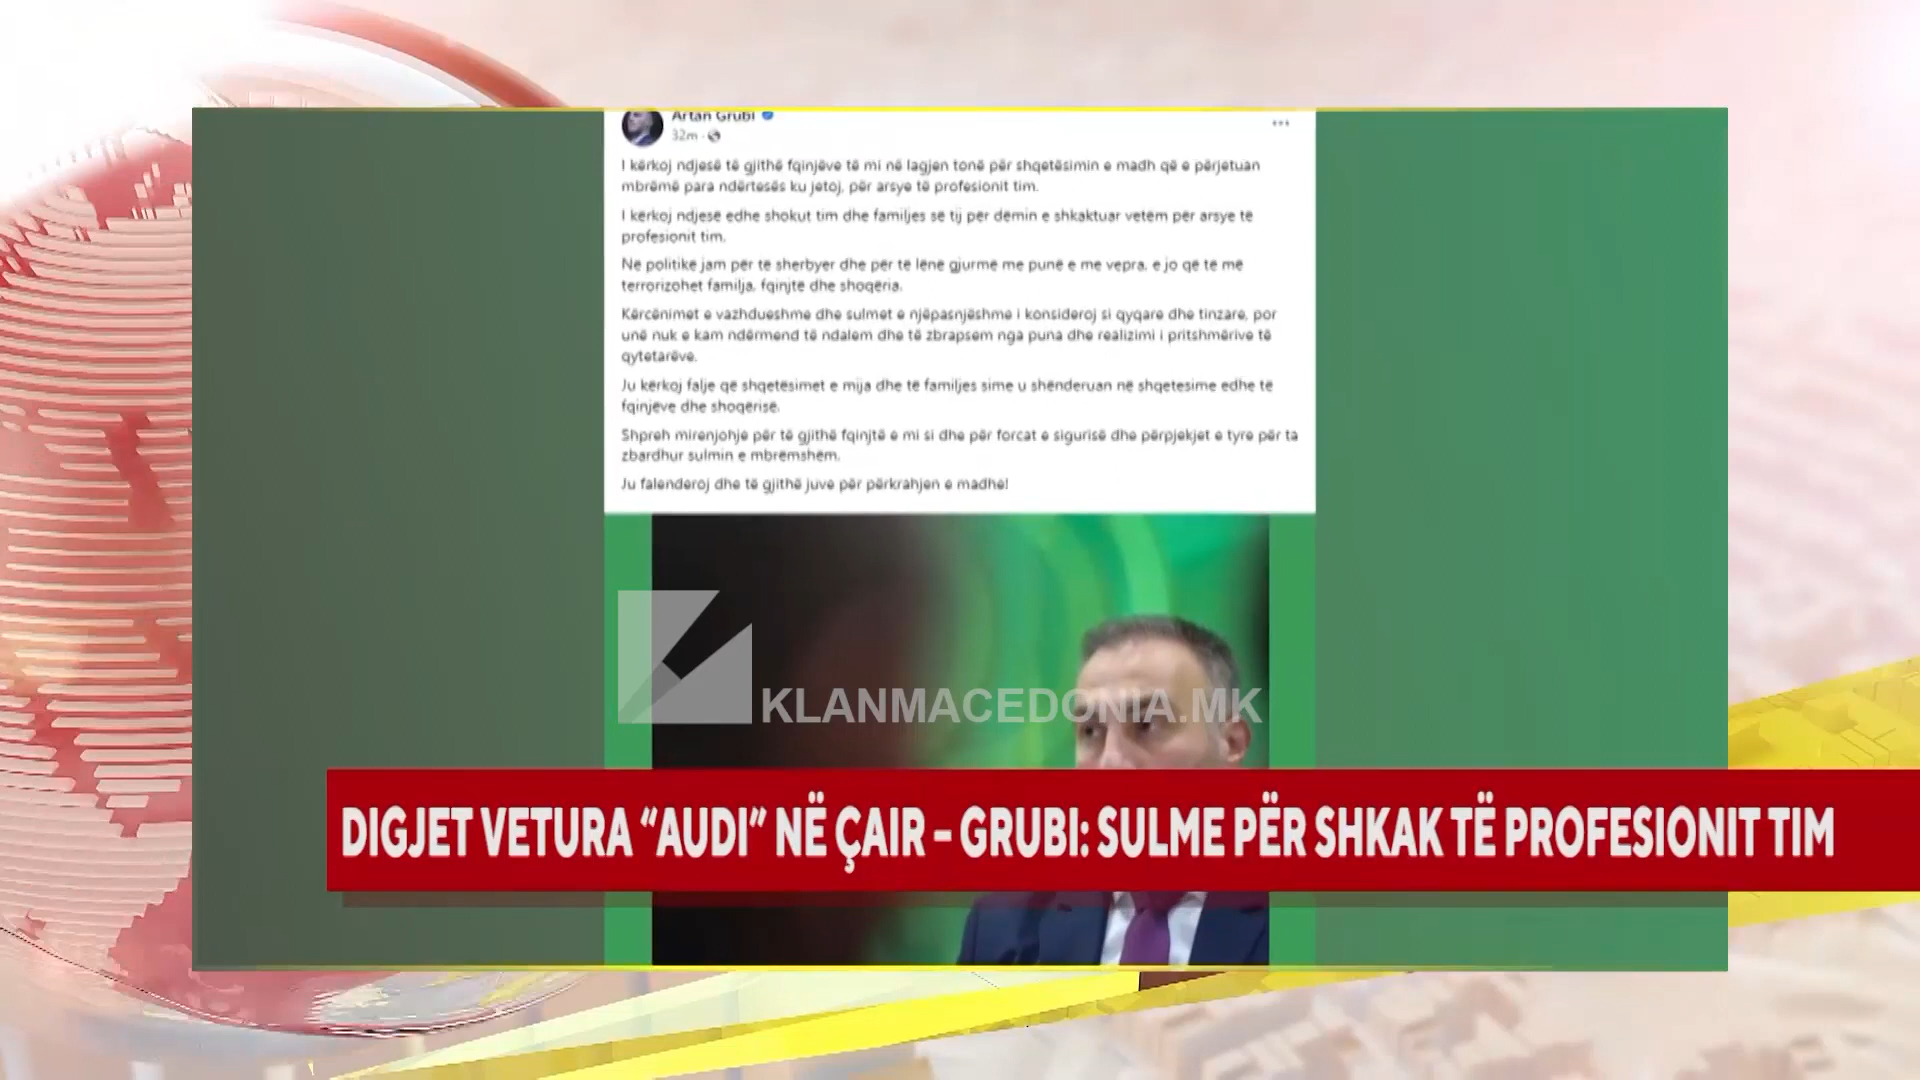 Artan Grubi
32m
I kërkoj ndjesë të gjithë fqinjëve të mi në lagjen tonë për shqetësimin e madh që e përjetuan
mbrëmë para ndërtesës ku jetoj, për arsye të profesionit tim.
I kërkoj ndjesë edhe shokut tim dhe familjes së tij për dëmin e shkaktuar vetëm për arsye të
profesionit tim.
Në politikë jam për të sherbyer dhe për të lënë gjurmë me punë e me vepra, e jo që të më
terrorizohet familja, fqinjtë dhe shoqëria.
Kërcënimet e vazhdueshme dhe sulmet e njëpasnjëshme i konsideroj si qyqare dhe tinzare, por
unë nuk e kam ndërmend të ndalem dhe të zbrapsem nga puna dhe realizimi i pritshmërive të
qytetarëve.
Ju kërkoj falje që shqetësimet e mija dhe të familjes sime u shënderuan në shqetesime edhe të
fqinjëve dhe shoqërisë.
Shpreh mirenjohje për të gjithë fqinjtë e mi si dhe për forcat e sigurisë dhe përpjekjet e tyre për ta
zbardhur sulmin e mbrëmshëm.
Ju falenderoj dhe të gjithë juve për përkrahjen e madhe!
KLANMACEDONIA.MK
DIGJET VETURA “AUDI” NË ÇAIR – GRUBI: SULME PËR SHKAK TË PROFESIONIT TIM